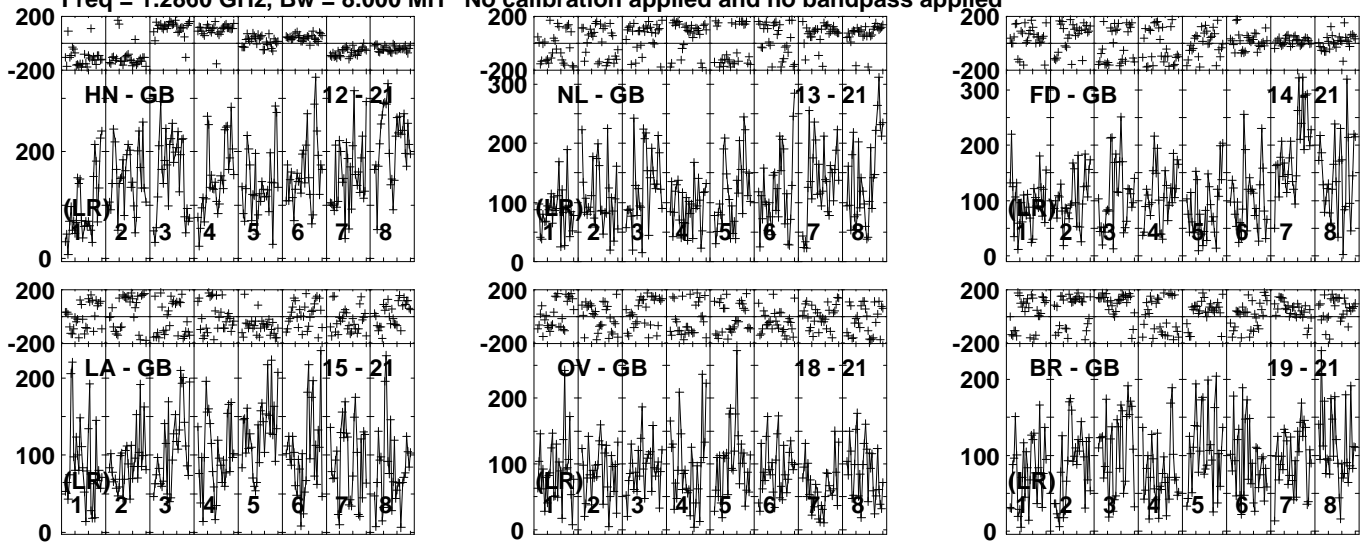 Freq = 1.2860 GHz, Bw = 8.000 MH No calibration applied and no bandpass applied
200
-200
HN - GB 12 - 21
200
(LR)
1 2 3 4 5 6 7 8
0
200
-200
300
NL - GB 13 - 21
200
100
(LR)
1 2 3 4 5 6 7 8
0
200
-200
300
FD - GB 14 - 21
200
100
(LR)
1 2 3 4 5 6 7 8
0
200
-200
LA - GB 15 - 21
200
100
(LR)
1 2 3 4 5 6 7 8
0
200
-200
OV - GB 18 - 21
200
100
(LR)
1 2 3 4 5 6 7 8
0
200
-200
BR - GB 19 - 21
200
100
(LR)
1 2 3 4 5 6 7 8
0